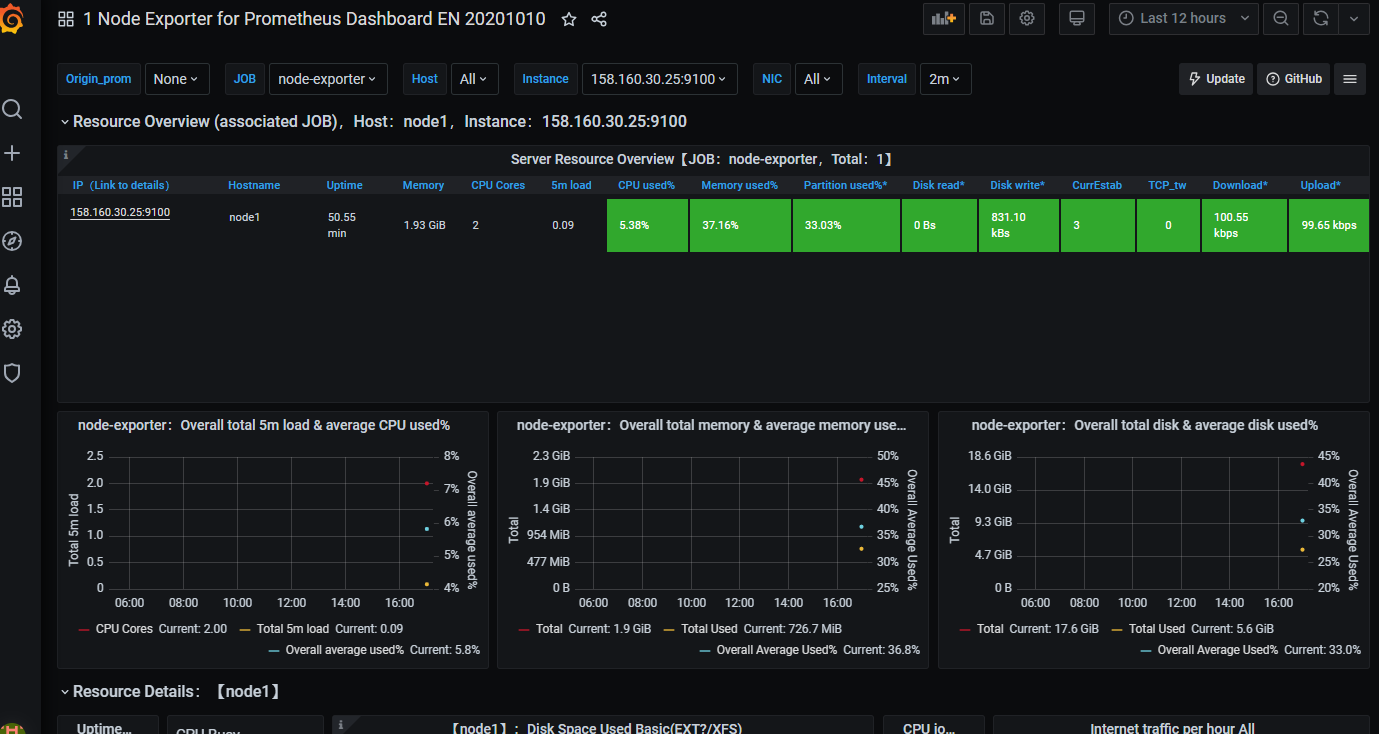 1 Node Exporter for Prometheus Dashboard EN 20201010
Last 12 hours
Origin_prom None JOB node-exporter Host All Instance 158.160.30.25:9100 NIC All Interval 2m Update GitHub
Resource Overview (associated JOB)，Host：node1，Instance：158.160.30.25:9100
Server Resource Overview【JOB：node-exporter，Total：1】
IP（Link to details） Hostname Uptime Memory CPU Cores 5m load CPU used% Memory used% Partition used%* Disk read* Disk write* CurrEstab TCP_tw Download* Upload*
158.160.30.25:9100 node1 50.55 min 1.93 GiB 2 0.09 5.38% 37.16% 33.03% 0 Bs 831.10 kBs 3 0 100.55 kbps 99.65 kbps
node-exporter：Overall total 5m load & average CPU used%
2.5
2.0
1.5
1.0
0.5
0
Total 5m load
8%
7%
6%
5%
4%
Overall average used%
06:00 08:00 10:00 12:00 14:00 16:00
CPU Cores Current: 2.00 Total 5m load Current: 0.09
Overall average used% Current: 5.8%
node-exporter：Overall total memory & average memory use...
2.3 GiB
1.9 GiB
1.4 GiB
954 MiB
477 MiB
0 B
Total
50%
45%
40%
35%
30%
25%
Overall Average Used%
06:00 08:00 10:00 12:00 14:00 16:00
Total Current: 1.9 GiB Total Used Current: 726.7 MiB
Overall Average Used% Current: 36.8%
node-exporter：Overall total disk & average disk used%
18.6 GiB
14.0 GiB
9.3 GiB
4.7 GiB
0 B
Total
45%
40%
35%
30%
25%
20%
Overall Average Used%
06:00 08:00 10:00 12:00 14:00 16:00
Total Current: 17.6 GiB Total Used Current: 5.6 GiB
Overall Average Used% Current: 33.0%
Resource Details：【node1】
Uptime... CPU Busy 【node1】：Disk Space Used Basic(EXT?/XFS) CPU io... Internet traffic per hour All